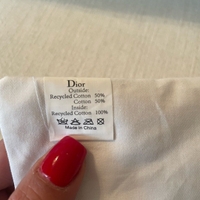 Dior
Outside:
Recycled Cotton 50%
Cotton 50%
Inside:
Recycled Cotton 100%
Made in China